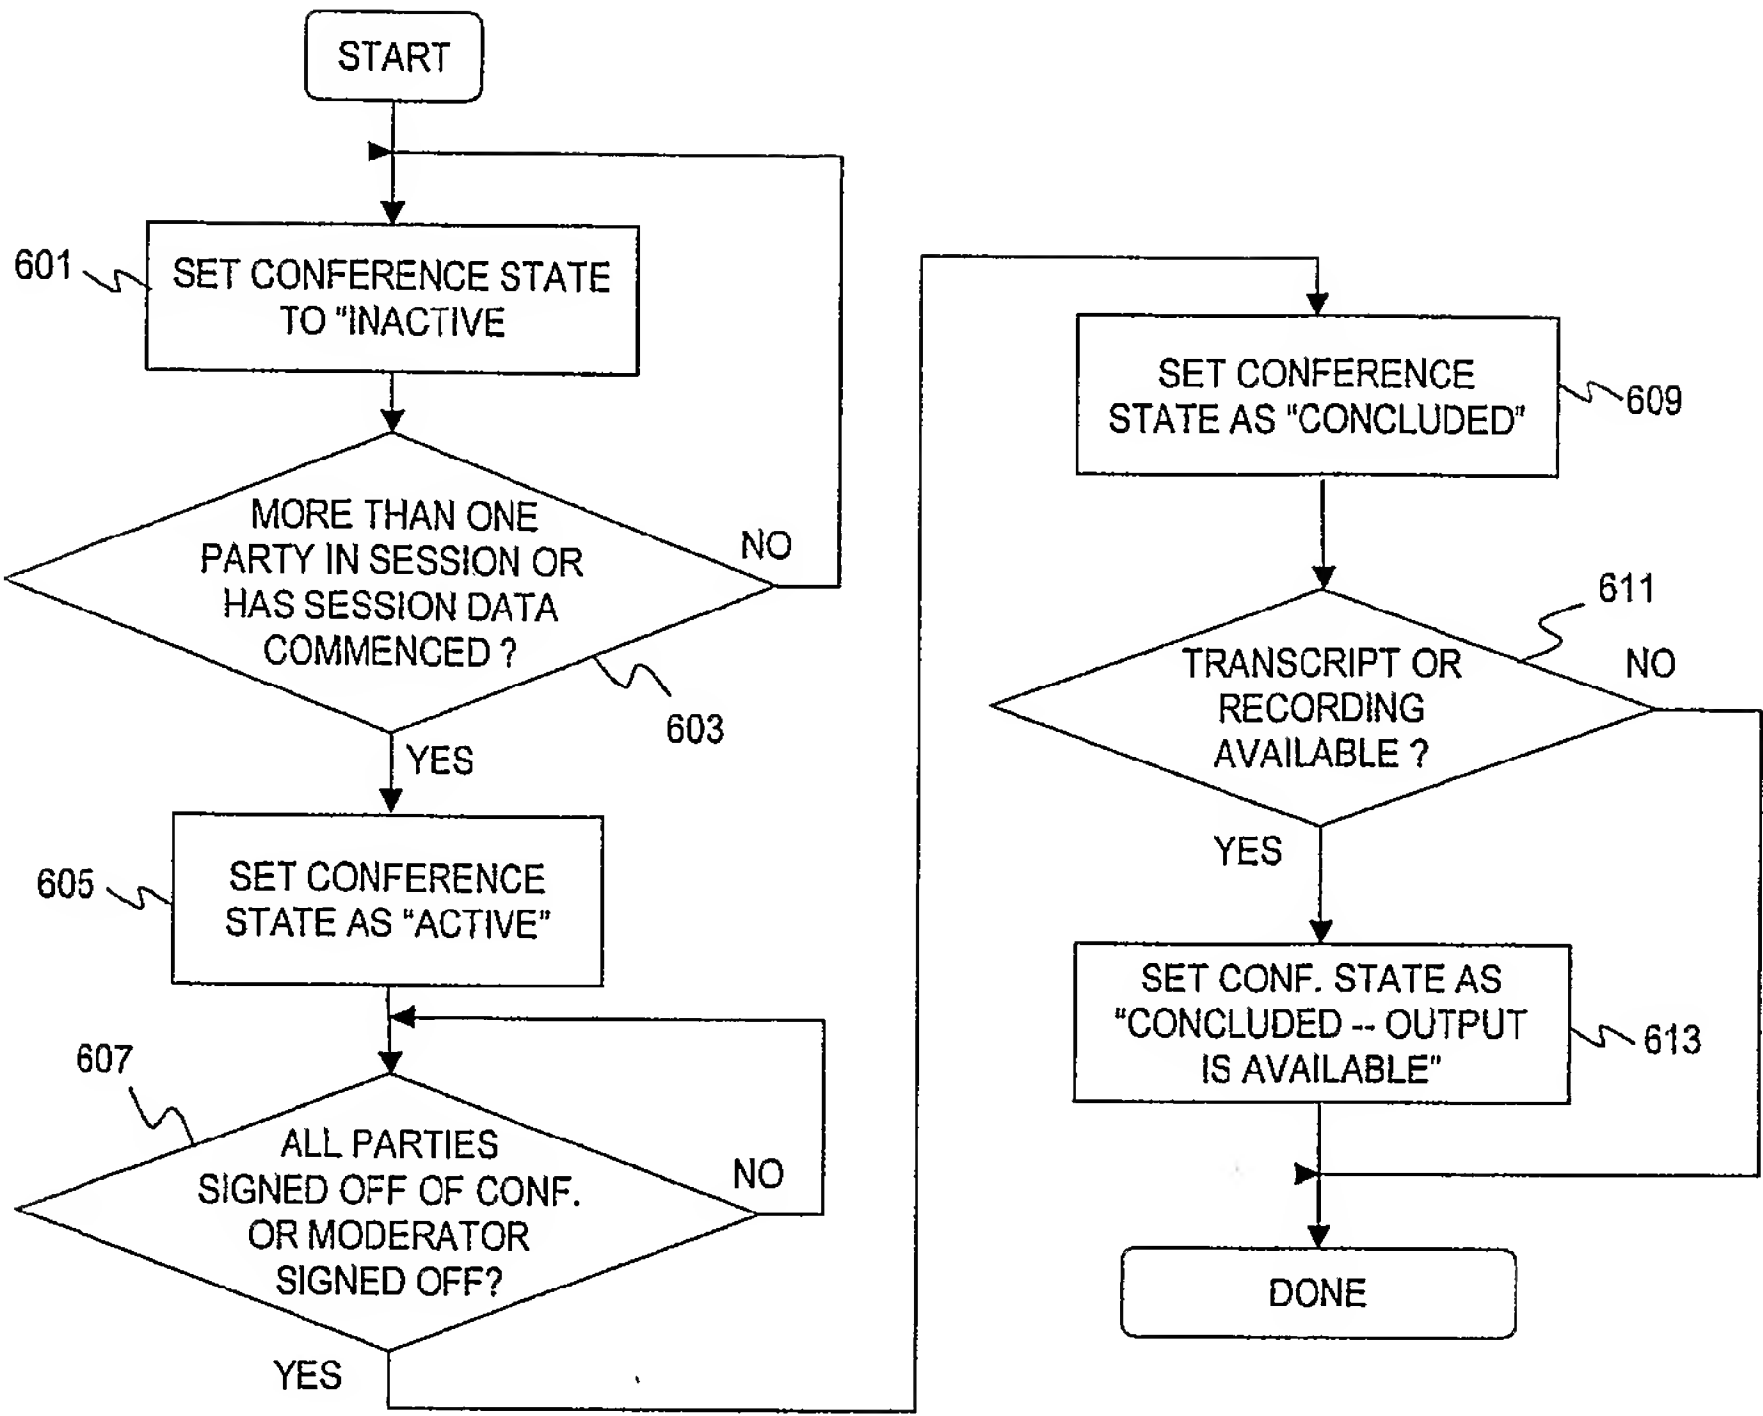 START
601
SET CONFERENCE STATE
TO "INACTIVE
MORE THAN ONE
PARTY IN SESSION OR
HAS SESSION DATA
COMMENCED ?
NO
603
YES
605
SET CONFERENCE
STATE AS "ACTIVE"
607
ALL PARTIES
SIGNED OFF OF CONF.
OR MODERATOR
SIGNED OFF?
NO
YES
SET CONFERENCE
STATE AS "CONCLUDED"
609
611
TRANSCRIPT OR
RECORDING
AVAILABLE ?
NO
YES
SET CONF. STATE AS
"CONCLUDED -- OUTPUT
IS AVAILABLE"
613
DONE